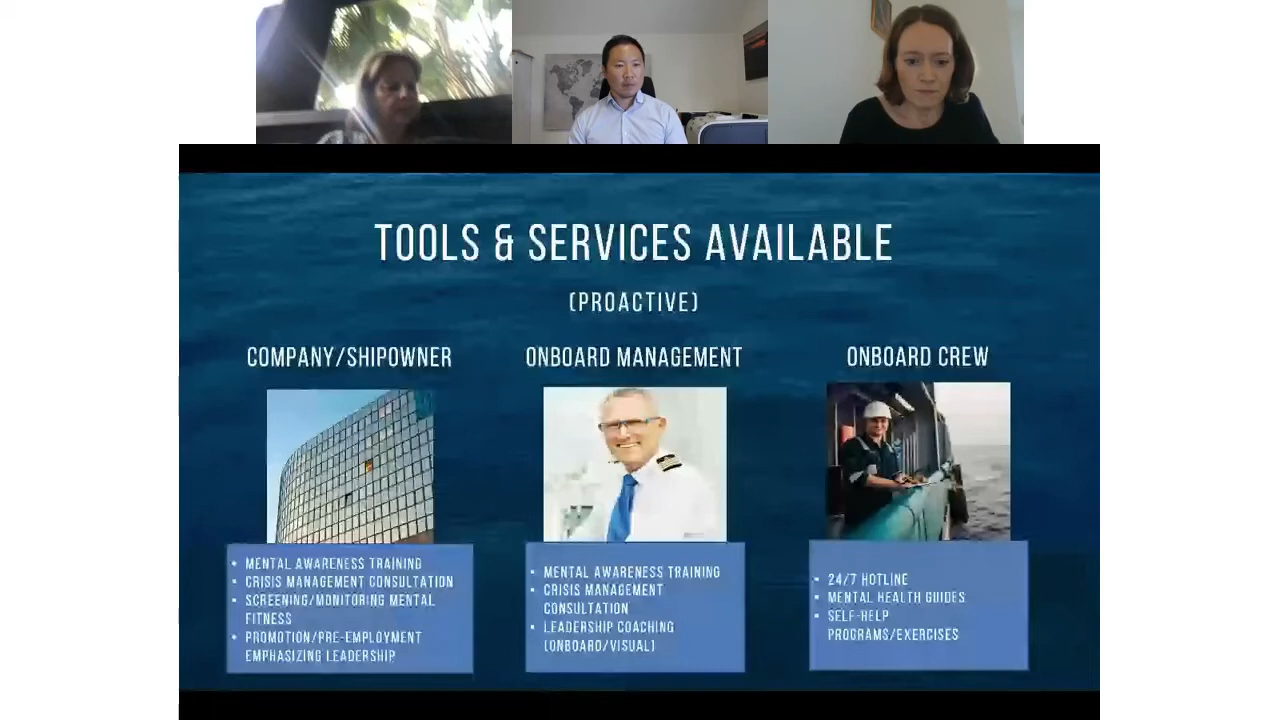 TOOLS & SERVICES AVAILABLE
(PROACTIVE)
COMPANY/SHIPOWNER
ONBOARD MANAGEMENT
ONBOARD CREW
• MENTAL AWARENESS TRAINING
• CRISIS MANAGEMENT CONSULTATION
• SCREENING/MONITORING MENTAL
FITNESS
• PROMOTION/PRE-EMPLOYMENT
EMPHASIZING LEADERSHIP
• MENTAL AWARENESS TRAINING
• CRISIS MANAGEMENT
CONSULTATION
• LEADERSHIP COACHING
(ONBOARD/VISUAL)
• 24/7 HOTLINE
• MENTAL HEALTH GUIDES
• SELF-HELP
PROGRAMS/EXERCISES